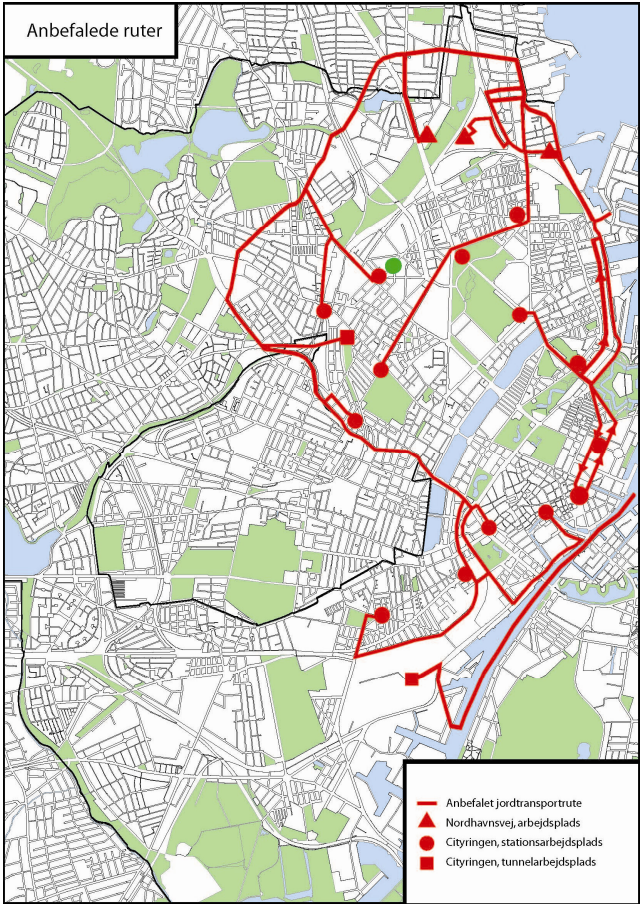 Anbefalede ruter
Anbefalet jordtransportrute
Nordhavnsvej, arbejdsplads
Cityringen, stationsarbejdsplads
Cityringen, tunnelarbejdsplads